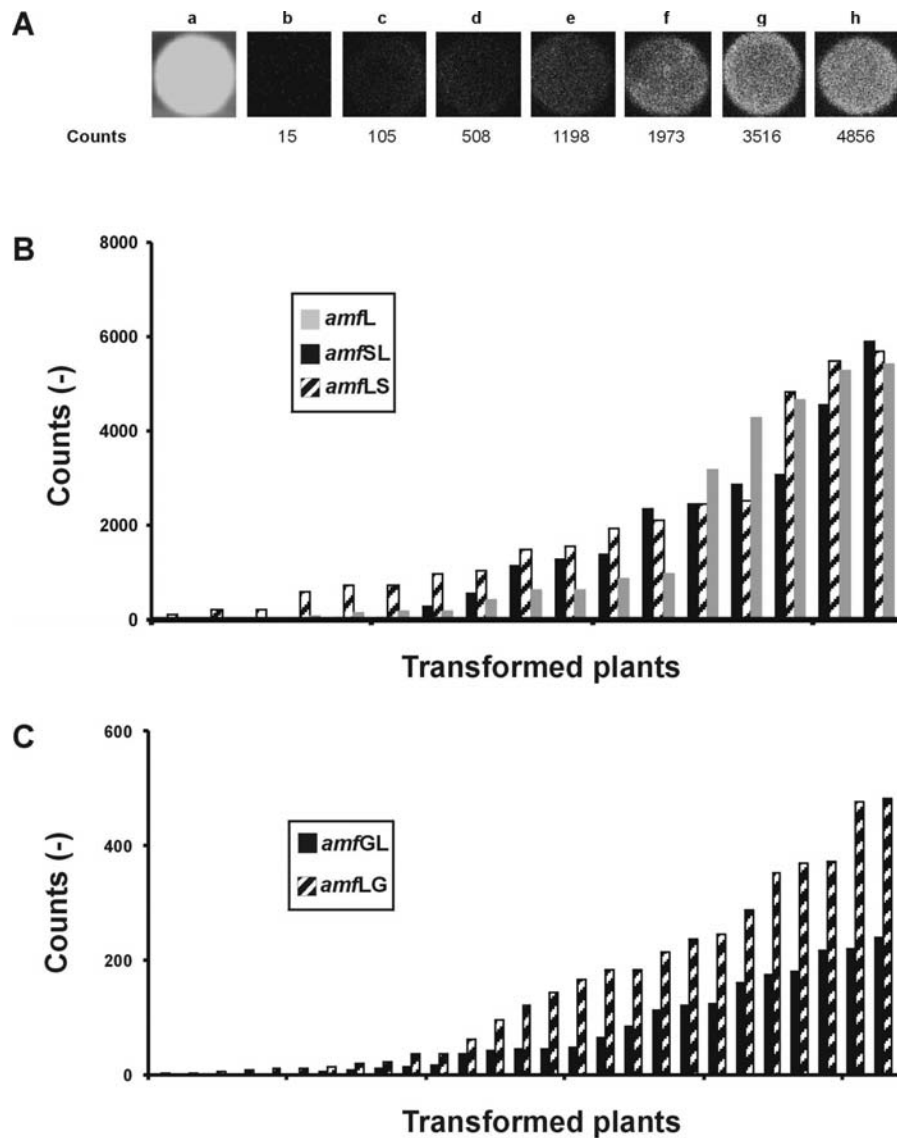 A
a b c d e f g h
Counts 15 105 508 1198 1973 3516 4856
B
8000
6000
4000
2000
0
Counts (-)
amfL
amfSL
amfLS
Transformed plants
C
600
400
200
0
Counts (-)
amfGL
amfLG
Transformed plants